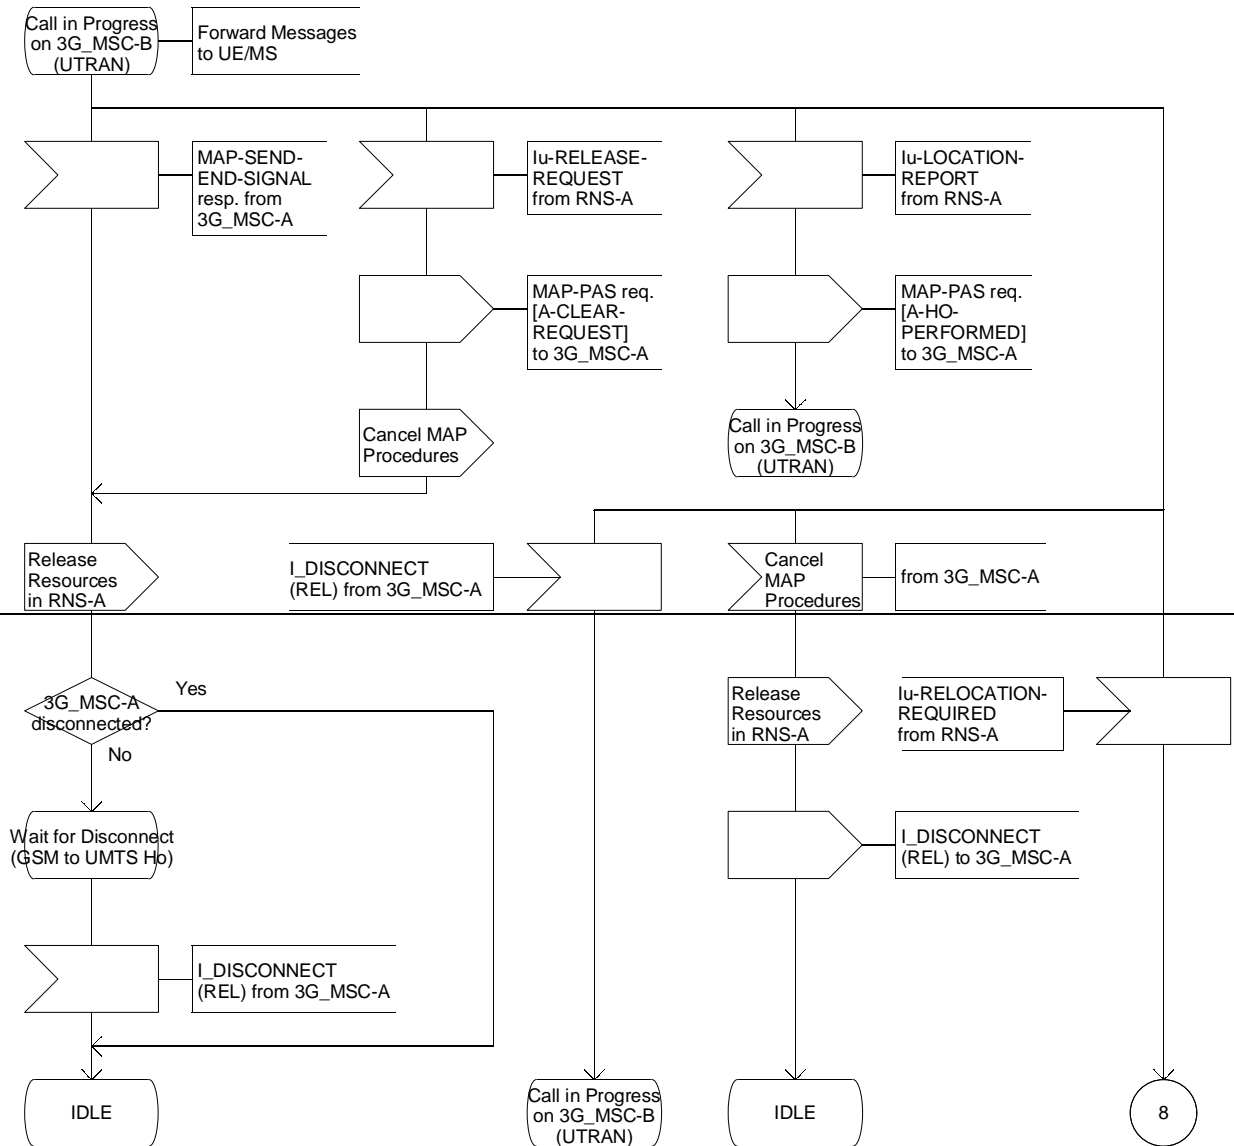 Call in Progress
on 3G_MSC-B
(UTRAN)
Forward Messages
to UE/MS
MAP-SEND-
END-SIGNAL
resp. from
3G_MSC-A
Iu-RELEASE-
REQUEST
from RNS-A
Iu-LOCATION-
REPORT
from RNS-A
MAP-PAS req.
[A-CLEAR-
REQUEST]
to 3G_MSC-A
MAP-PAS req.
[A-HO-
PERFORMED]
to 3G_MSC-A
Cancel MAP
Procedures
Call in Progress
on 3G_MSC-B
(UTRAN)
Release
Resources
in RNS-A
I_DISCONNECT
(REL) from 3G_MSC-A
Cancel
MAP
Procedures
from 3G_MSC-A
3G_MSC-A
disconnected?
Yes
No
Release
Resources
in RNS-A
Iu-RELOCATION-
REQUIRED
from RNS-A
Wait for Disconnect
(GSM to UMTS Ho)
I_DISCONNECT
(REL) to 3G_MSC-A
I_DISCONNECT
(REL) from 3G_MSC-A
IDLE
Call in Progress
on 3G_MSC-B
(UTRAN)
IDLE
8